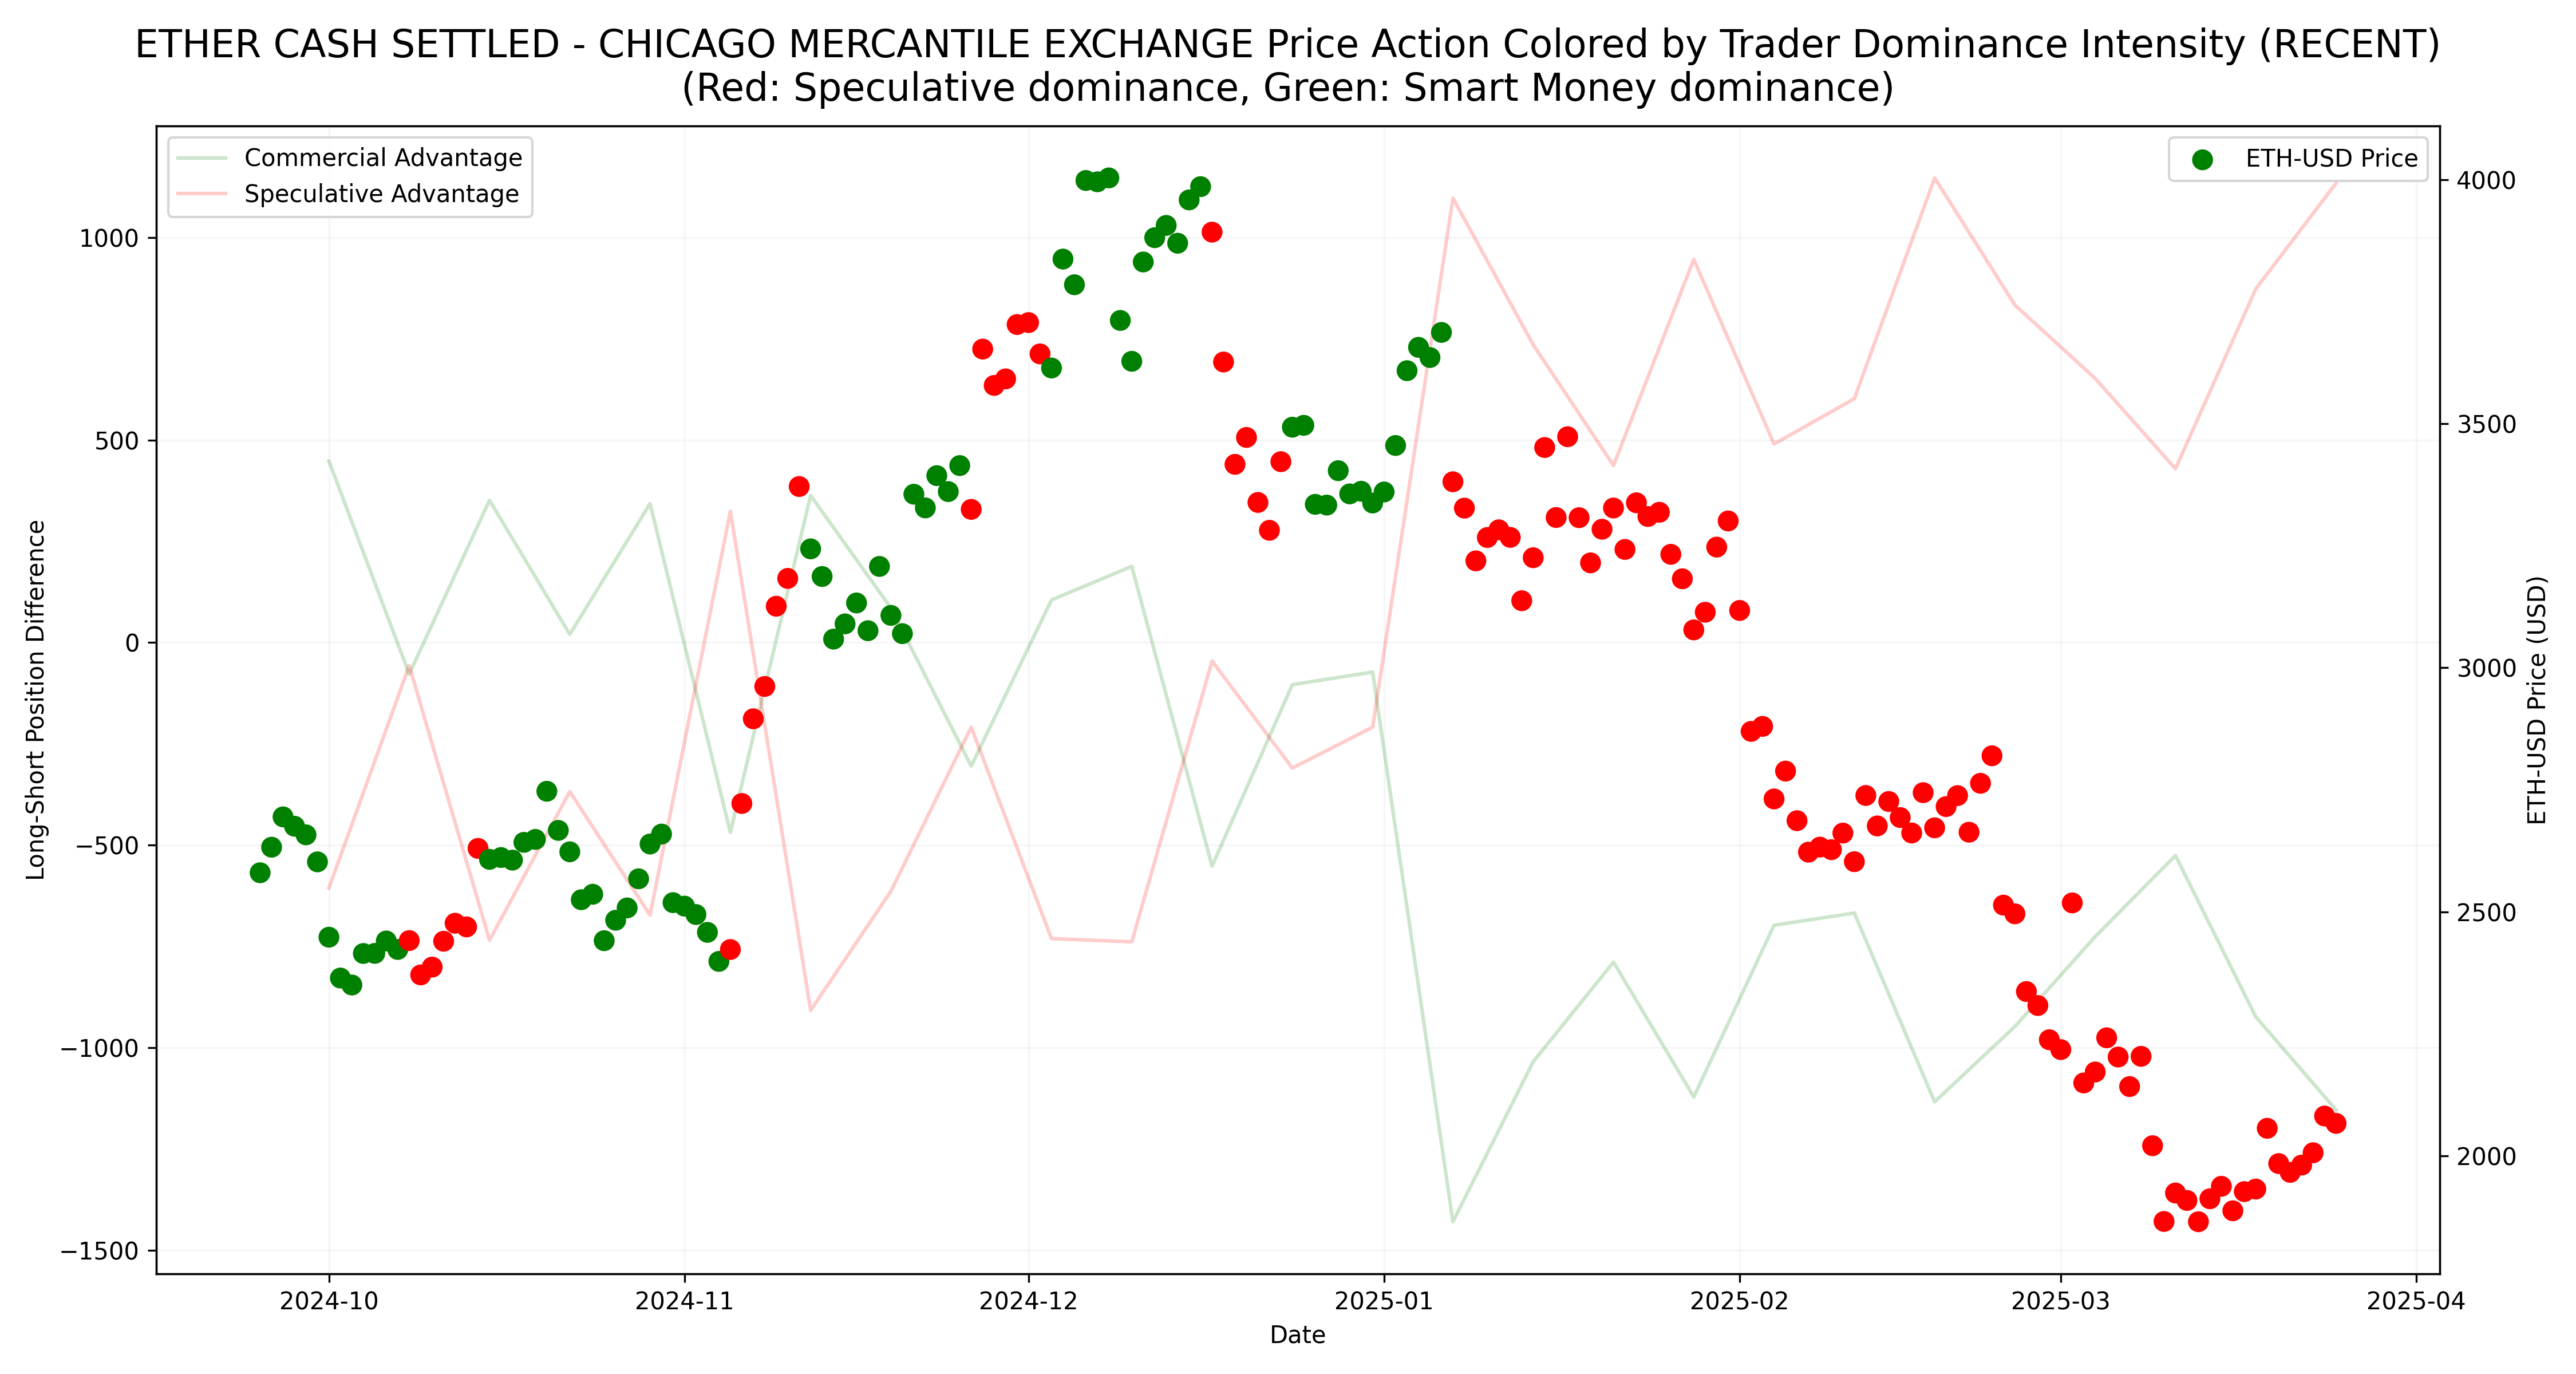 ETHER CASH SETTLED - CHICAGO MERCANTILE EXCHANGE Price Action Colored by Trader Dominance Intensity (RECENT)
(Red: Speculative dominance, Green: Smart Money dominance)
Commercial Advantage
Speculative Advantage
ETH-USD Price
1000
500
0
−500
−1000
−1500
Long-Short Position Difference
4000
3500
3000
2500
2000
ETH-USD Price (USD)
2024-10
2024-11
2024-12
2025-01
2025-02
2025-03
2025-04
Date